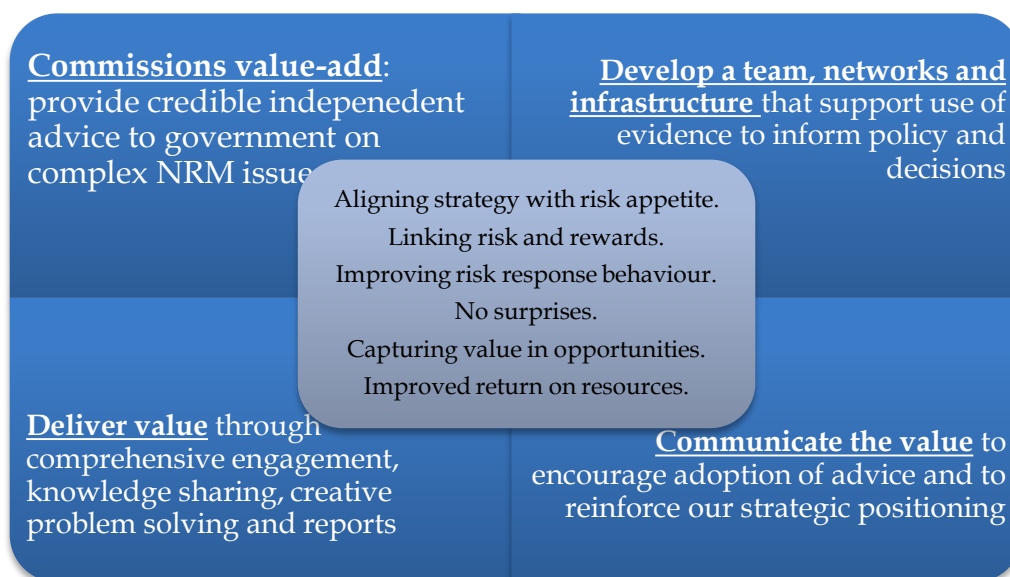 Commissions value-add:
provide credible indepenedent
advice to government on
complex NRM issue
Develop a team, networks and
infrastructure that support use of
evidence to inform policy and
decisions
Aligning strategy with risk appetite.
Linking risk and rewards.
Improving risk response behaviour.
No surprises.
Capturing value in opportunities.
Improved return on resources.
Deliver value through
comprehensive engagement,
knowledge sharing, creative
problem solving and reports
Communicate the value to
encourage adoption of advice and to
reinforce our strategic positioning